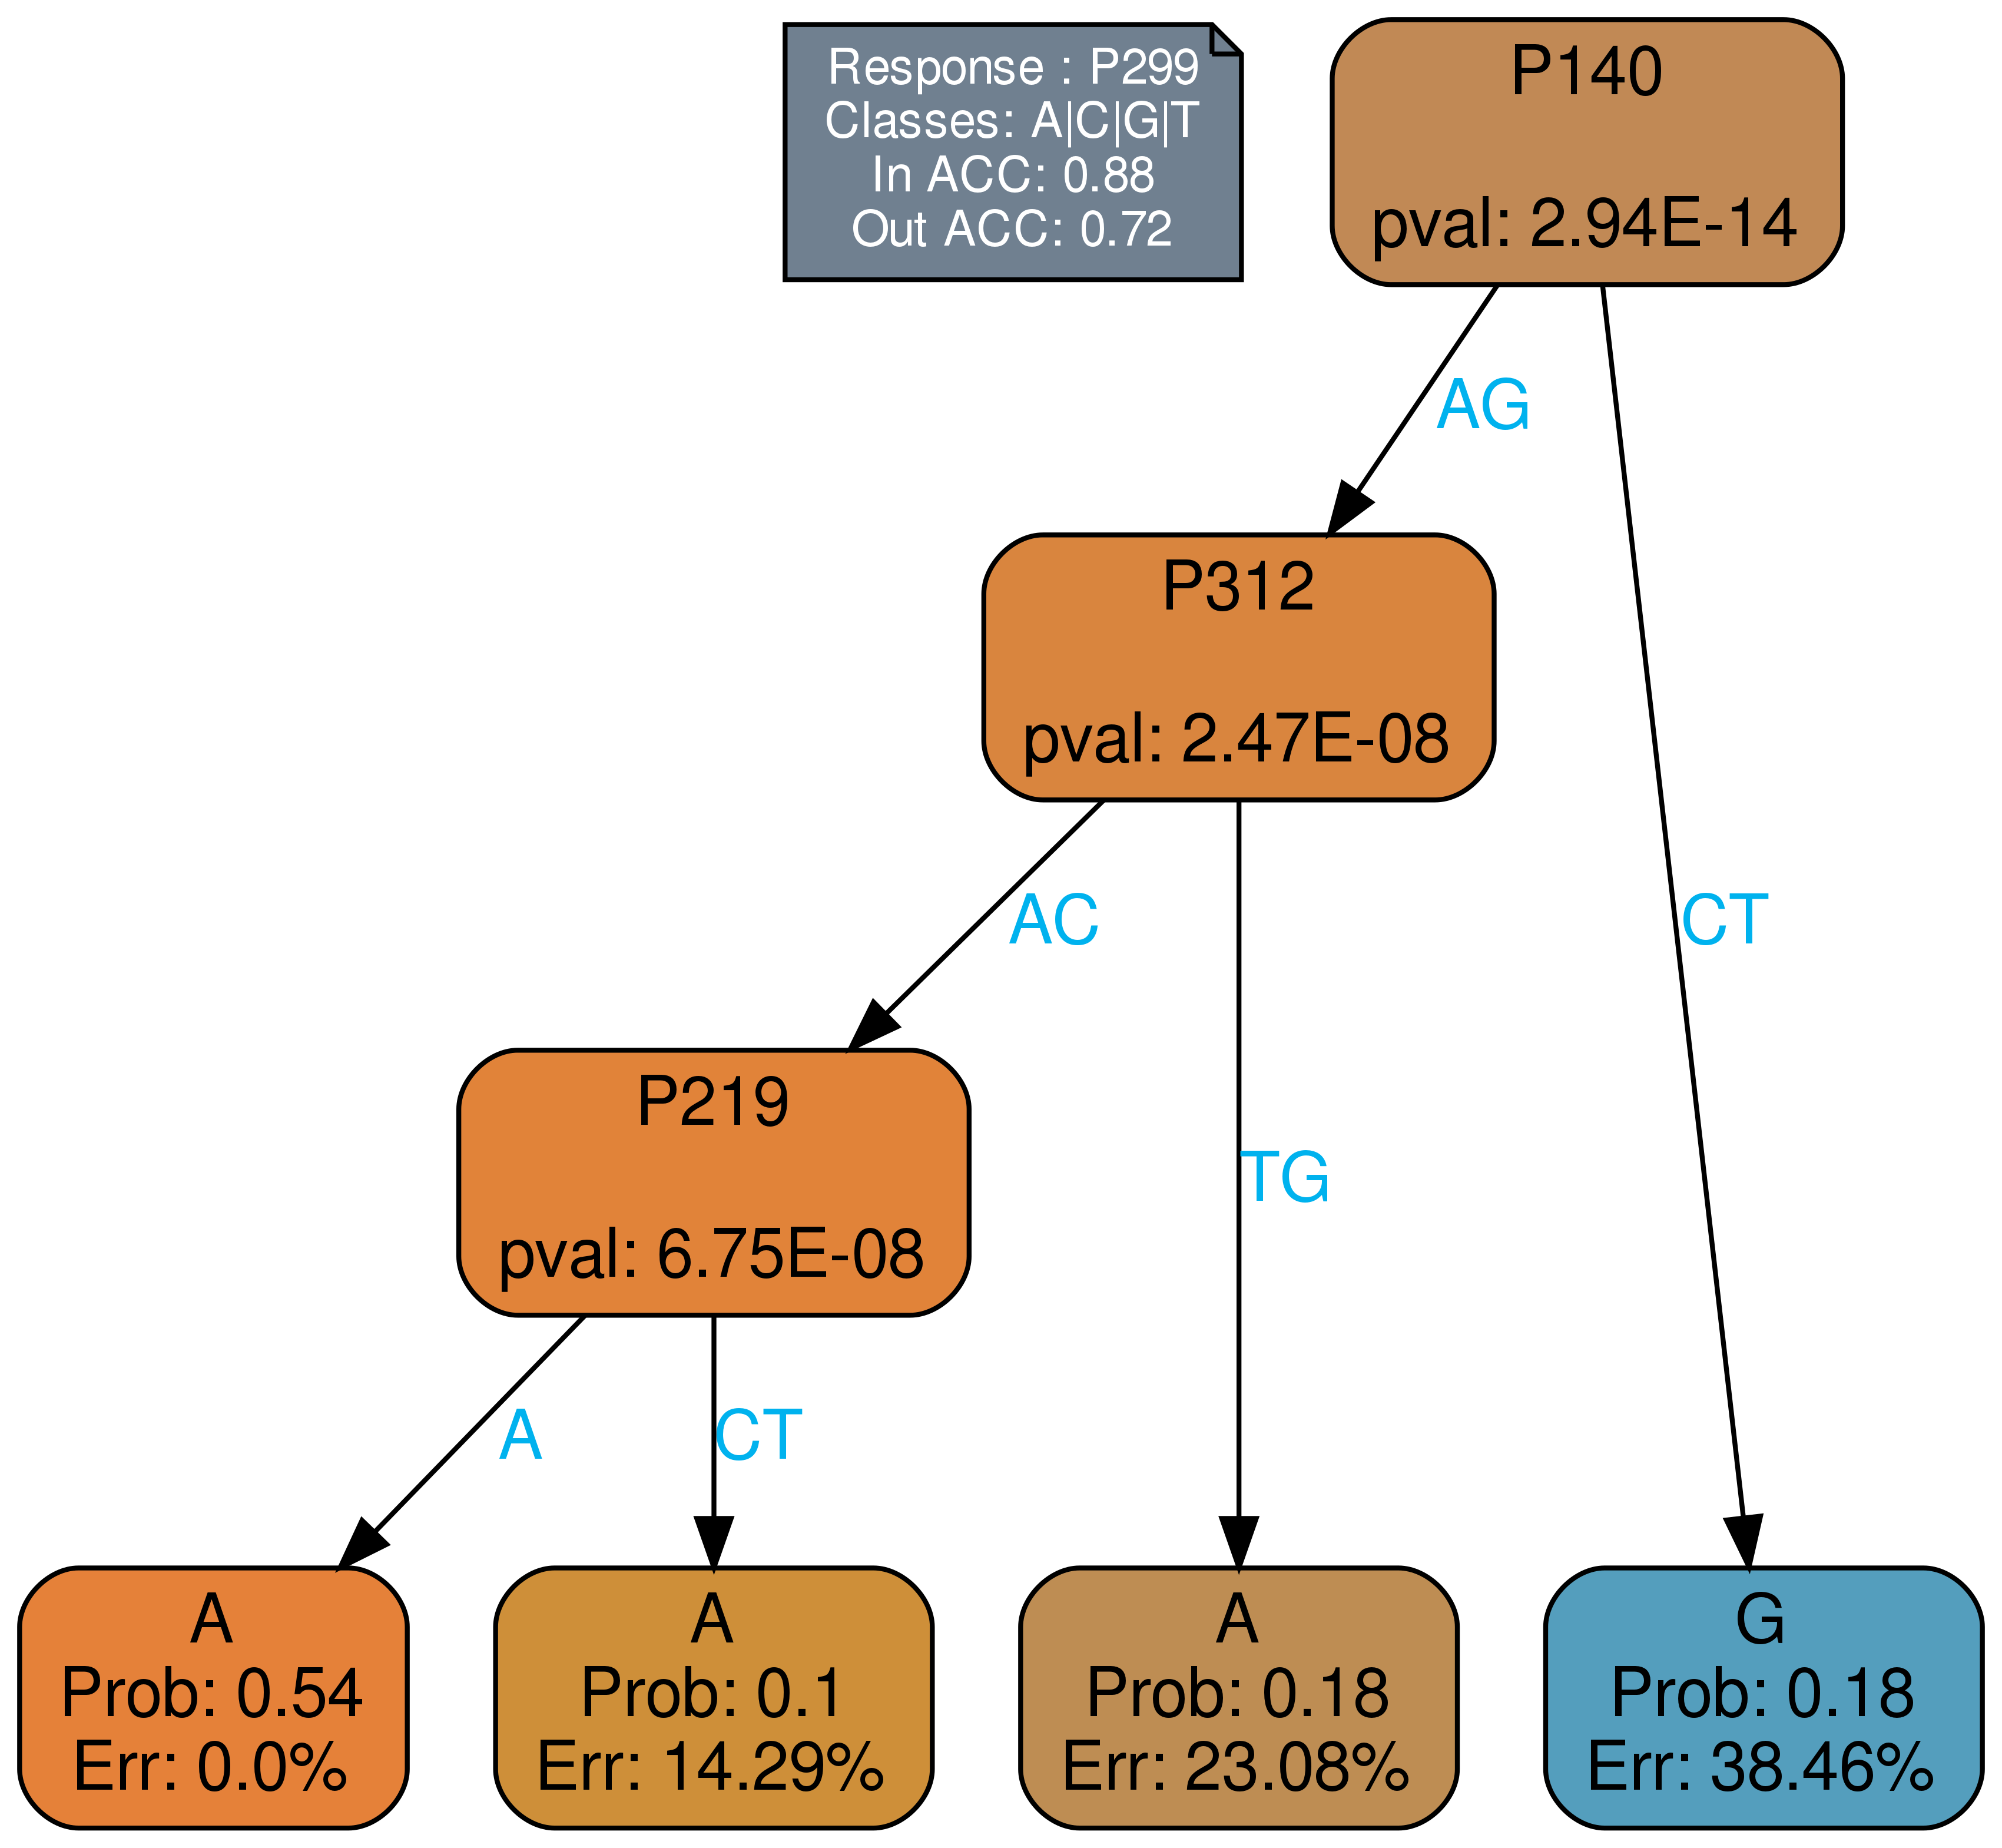 Response : P299
Classes: A|C|G|T
In ACC: 0.88
Out ACC: 0.72
P140
pval: 2.94E-14
AG
P312
pval: 2.47E-08
AC
CT
P219
pval: 6.75E-08
TG
A
CT
A
Prob: 0.54
Err: 0.0%
A
Prob: 0.1
Err: 14.29%
A
Prob: 0.18
Err: 23.08%
G
Prob: 0.18
Err: 38.46%